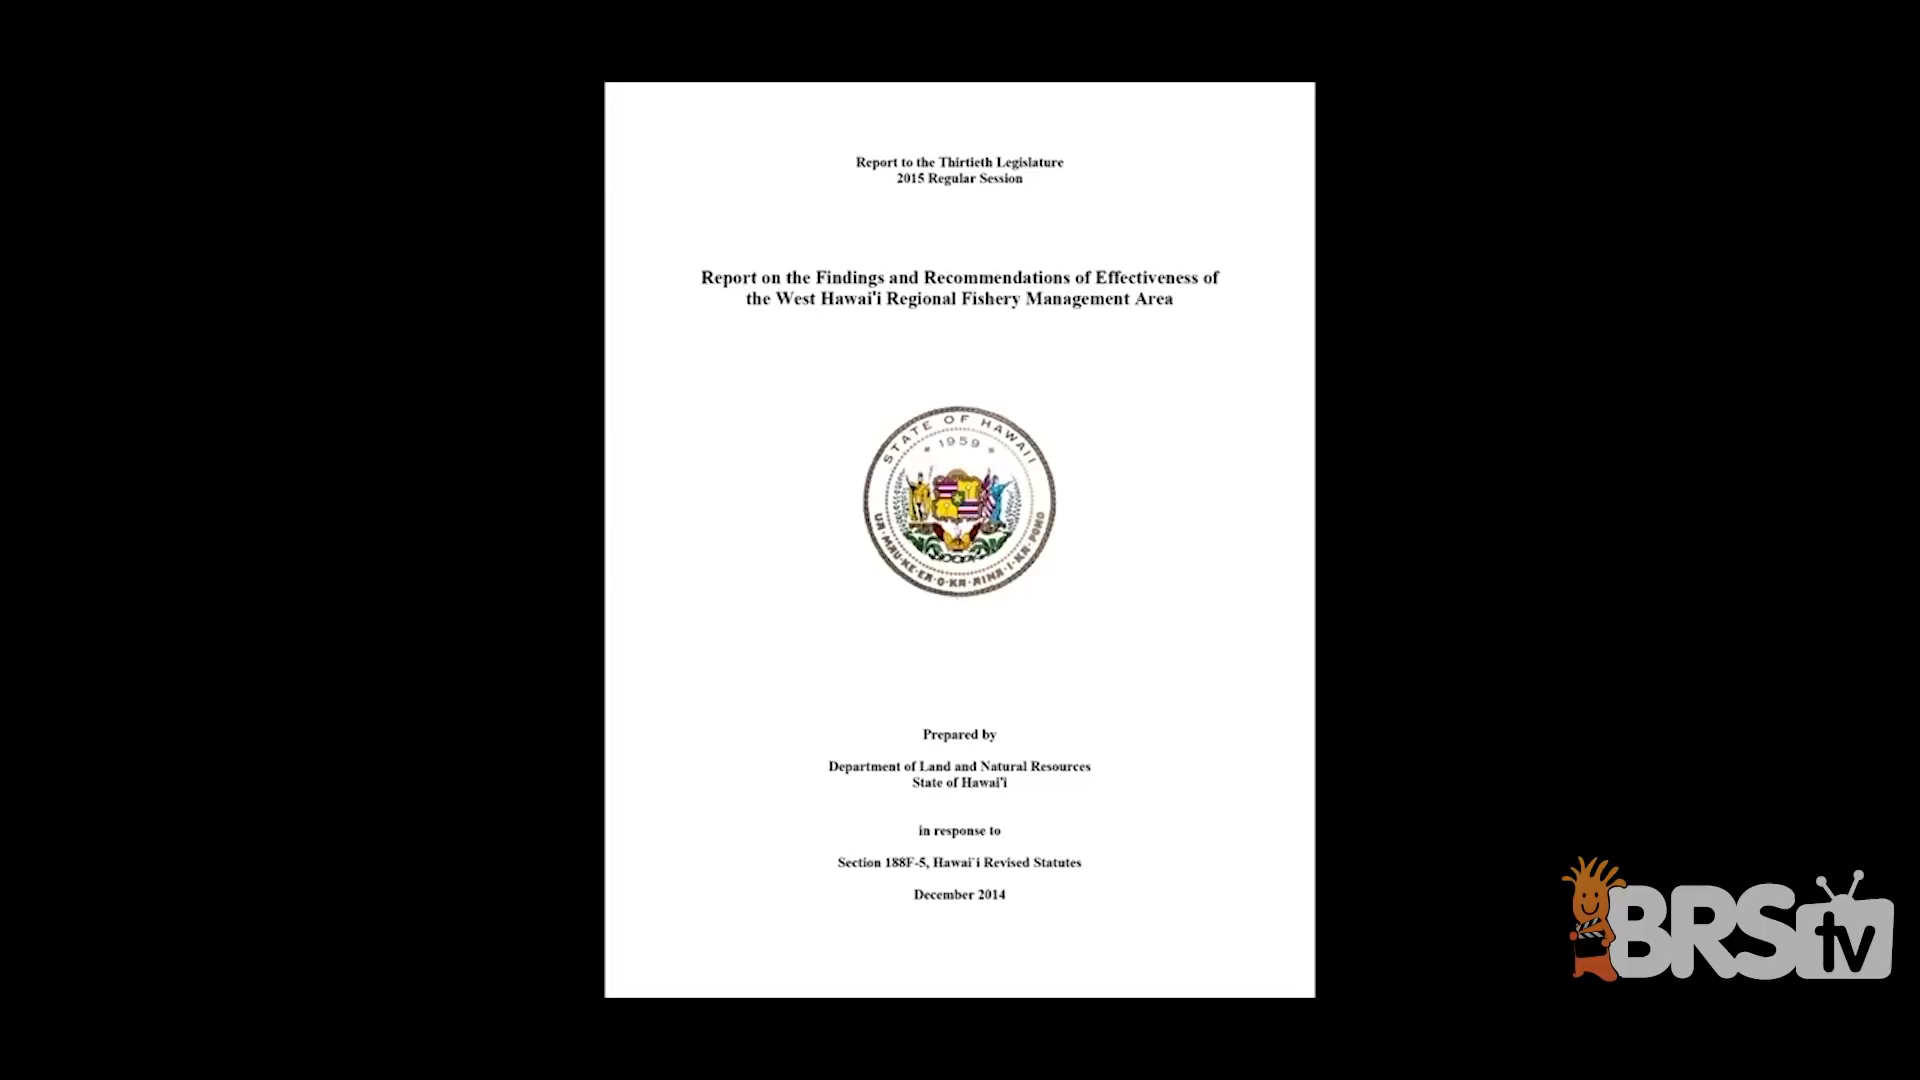 Report to the Thirtieth Legislature
2015 Regular Session
Report on the Findings and Recommendations of Effectiveness of
the West Hawai'i Regional Fishery Management Area
STATE OF HAWAII
1959
UA·MAU·KE·EA·O·KA·AINA·I·KA·PONO
Prepared by
Department of Land and Natural Resources
State of Hawai'i
in response to
Section 188F-5, Hawai`i Revised Statutes
December 2014
BRStv